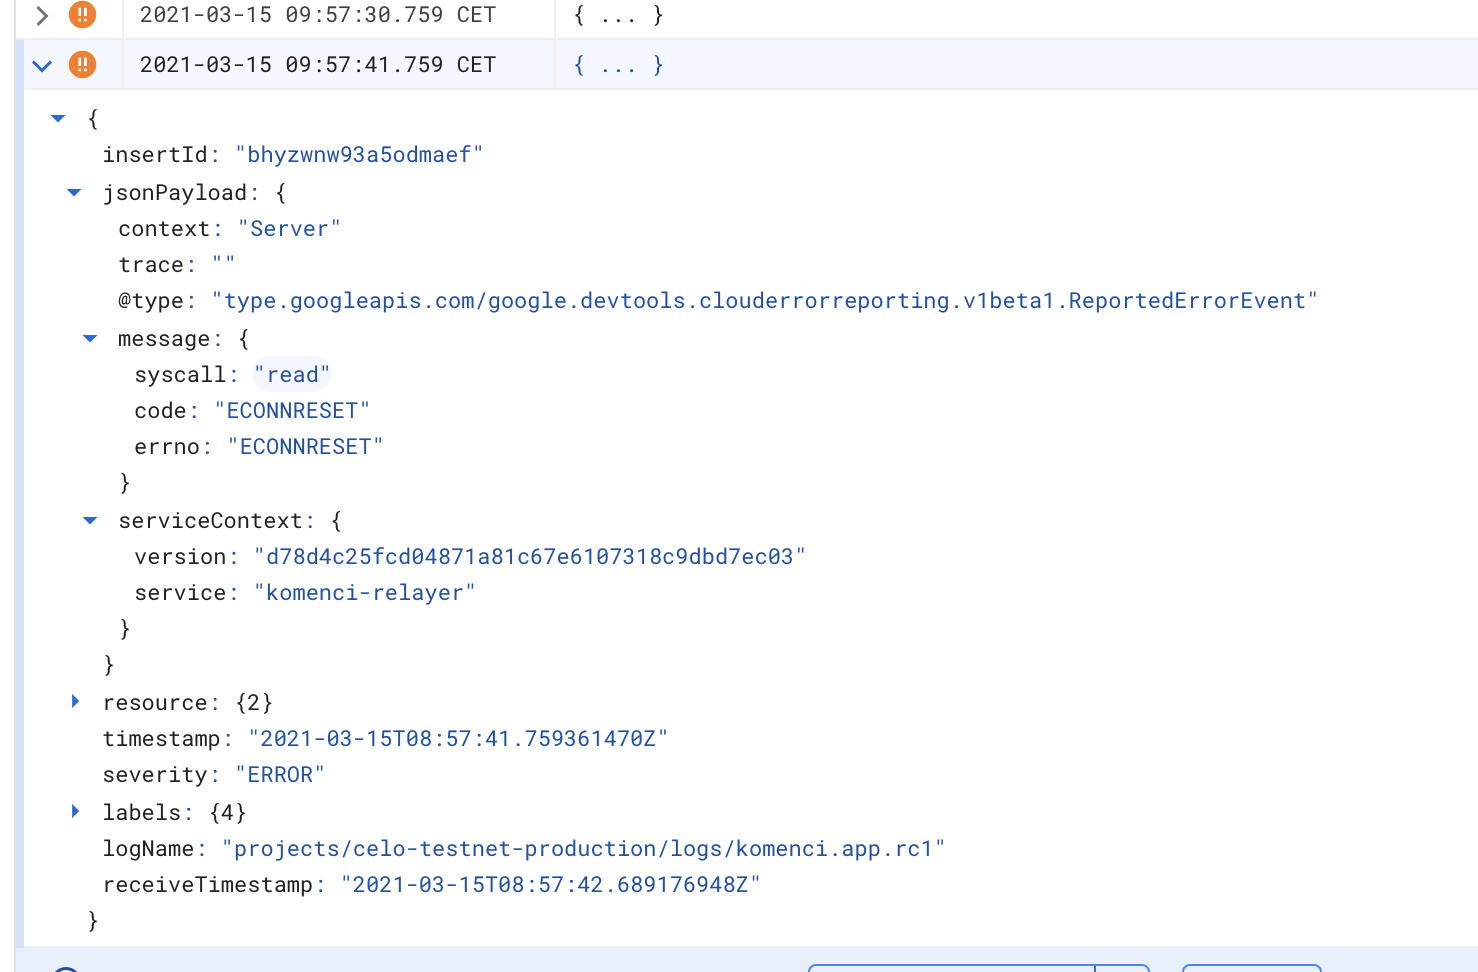 2021-03-15 09:57:30.759 CET { ... }
2021-03-15 09:57:41.759 CET { ... }
{
insertId: "bhyzwnw93a5odmaef"
jsonPayload: {
context: "Server"
trace: ""
@type: "type.googleapis.com/google.devtools.clouderrorreporting.v1beta1.ReportedErrorEvent"
message: {
syscall: "read"
code: "ECONNRESET"
errno: "ECONNRESET"
}
serviceContext: {
version: "d78d4c25fcd04871a81c67e6107318c9dbd7ec03"
service: "komenci-relayer"
}
}
resource: {2}
timestamp: "2021-03-15T08:57:41.759361470Z"
severity: "ERROR"
labels: {4}
logName: "projects/celo-testnet-production/logs/komenci.app.rc1"
receiveTimestamp: "2021-03-15T08:57:42.689176948Z"
}